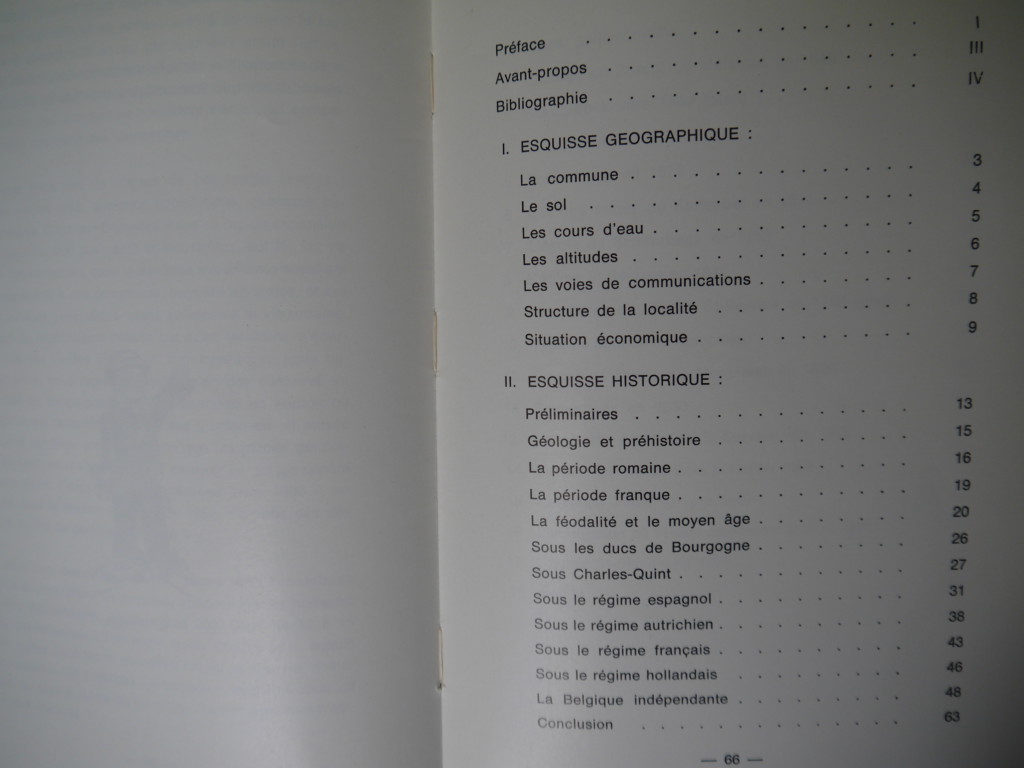 Préface . . . . . . . . . . . . . I
Avant-propos . . . . . . . . . . . . III
Bibliographie . . . . . . . . . . . . IV
I. ESQUISSE GEOGRAPHIQUE :
La commune . . . . . . . . . . . . 3
Le sol . . . . . . . . . . . . . 4
Les cours d'eau . . . . . . . . . . . 5
Les altitudes . . . . . . . . . . . . 6
Les voies de communications . . . . . . . 7
Structure de la localité . . . . . . . . 8
Situation économique . . . . . . . . . 9
II. ESQUISSE HISTORIQUE :
Préliminaires . . . . . . . . . . . 13
Géologie et préhistoire . . . . . . . . 15
La période romaine . . . . . . . . . . 16
La période franque . . . . . . . . . . 19
La féodalité et le moyen âge . . . . . . . 20
Sous les ducs de Bourgogne . . . . . . . 26
Sous Charles-Quint . . . . . . . . . . 27
Sous le régime espagnol . . . . . . . . 31
Sous le régime autrichien . . . . . . . . 38
Sous le régime français . . . . . . . . 43
Sous le régime hollandais . . . . . . . 46
La Belgique indépendante . . . . . . . 48
Conclusion . . . . . . . . . . . 63
— 66 —